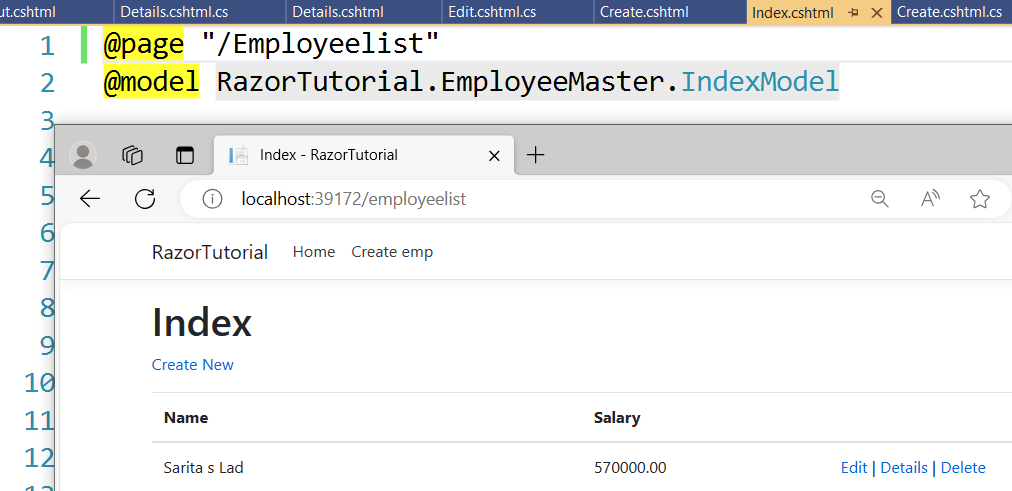 ut.cshtml Details.cshtml.cs Details.cshtml Edit.cshtml.cs Create.cshtml Index.cshtml Create.cshtml.cs
1 @page "/Employeelist"
2 @model RazorTutorial.EmployeeMaster.IndexModel
3
4 Index - RazorTutorial
5 localhost:39172/employeelist
6 RazorTutorial Home Create emp
7
8 Index
9 Create New
10
11 Name Salary
12 Sarita s Lad 570000.00 Edit | Details | Delete